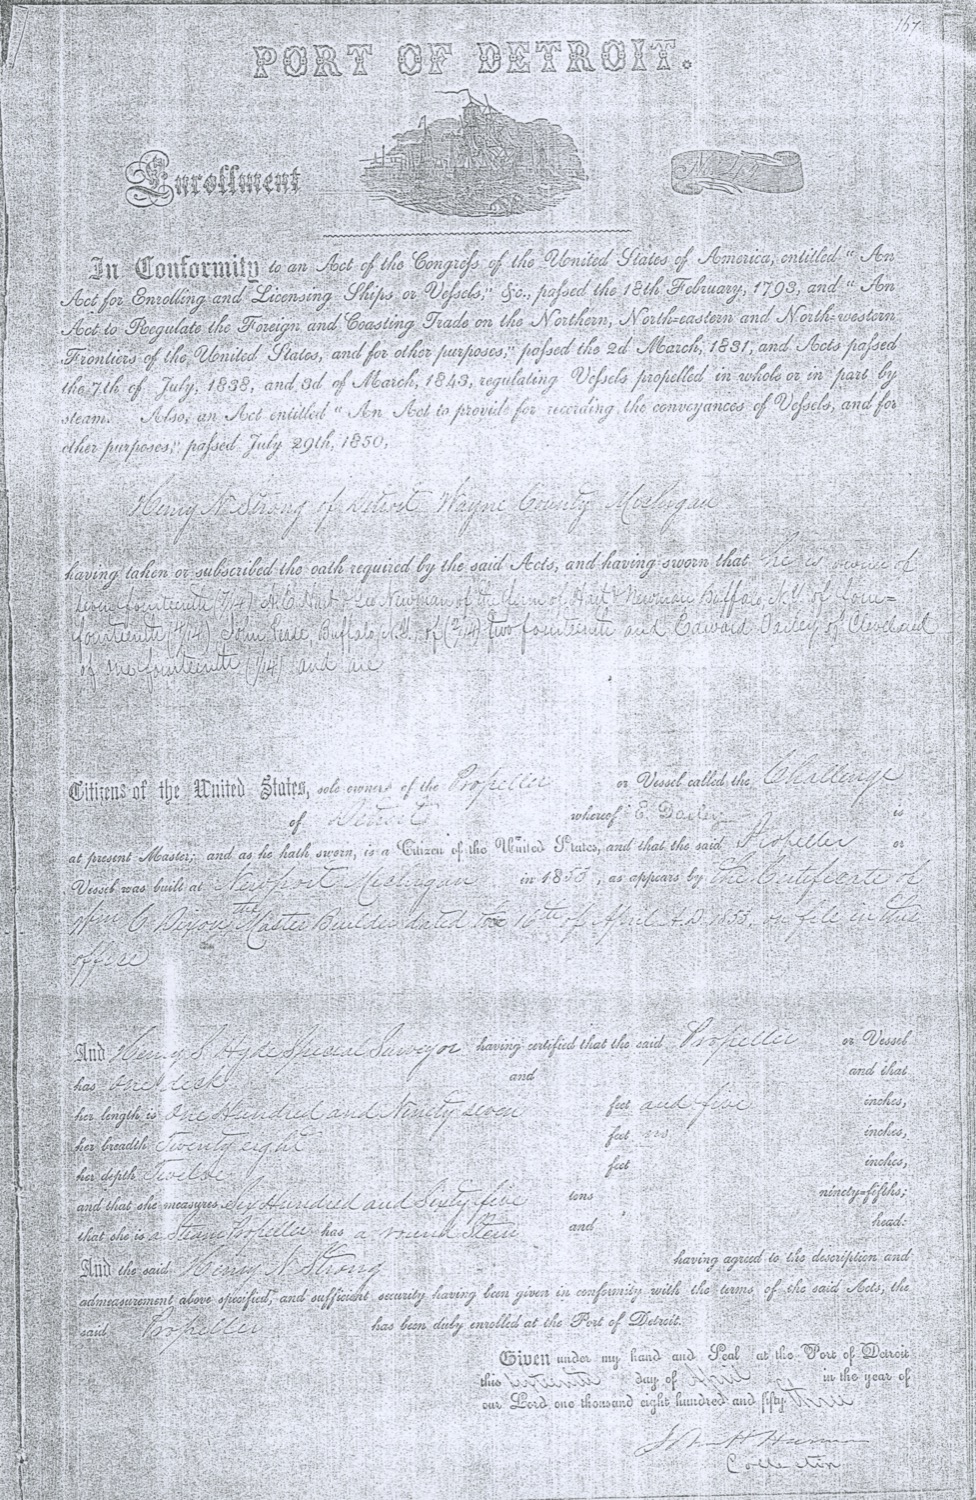 157
PORT OF DETROIT.
Enrollment
In Conformity to an Act of the Congress of the United States of America, entitled "An
Act for Enrolling and Licensing Ships or Vessels," &c., passed the 18th February, 1793, and "An
Act to Regulate the Foreign and Coasting Trade on the Northern, North-eastern and North-western
Frontiers of the United States, and for other purposes," passed the 2d March, 1831, and Acts passed
the 7th of July, 1838, and 3d of March, 1843, regulating Vessels propelled in whole or in part by
steam. Also, an Act entitled "An Act to provide for recording the conveyances of Vessels, and for
other purposes," passed July 29th, 1850,
Henry N Strong of Detroit Wayne County Michigan
having taken or subscribed the oath required by the said Acts, and having sworn that he is owner of
seven fourteenth (7/14) Newman of the firm of & Newman Buffalo, N.Y. of four=
fourteenth (4/14) John Pease, Buffalo, N.Y. of (2/14) two fourteenth and Edward Dailey of Cleveland
of one fourteenth (1/14) and are
Citizens of the United States, sole owners of the Propeller or Vessel called the Challenge
of Detroit whereof E. Dailey is
at present Master; and as he hath sworn, is a Citizen of the United States, and that the said Propeller or
Vessel was built at Newport Michigan in 1853, as appears by the Certificate of
the Master Builder dated the 16th of April A.D. 1853, on file in this
office
And Henry S Hyde Special Surveyor having certified that the said Propeller or Vessel
has One deck and and that
her length is One Hundred and Ninety seven feet and five inches,
her breadth Twenty eight feet inches,
her depth Twelve feet inches,
and that she measures Six Hundred and Sixty five tons ninety-fifths;
that she is a Steam Propeller has a round Stern and head:
And the said Henry N Strong having agreed to the description and
admeasurement above specified, and sufficient security having been given in conformity with the terms of the said Acts, the
said Propeller has been duly enrolled at the Port of Detroit.
Given under my hand and Seal at the Port of Detroit
this sixteenth day of April in the year of
our Lord one thousand eight hundred and fifty three
Collector